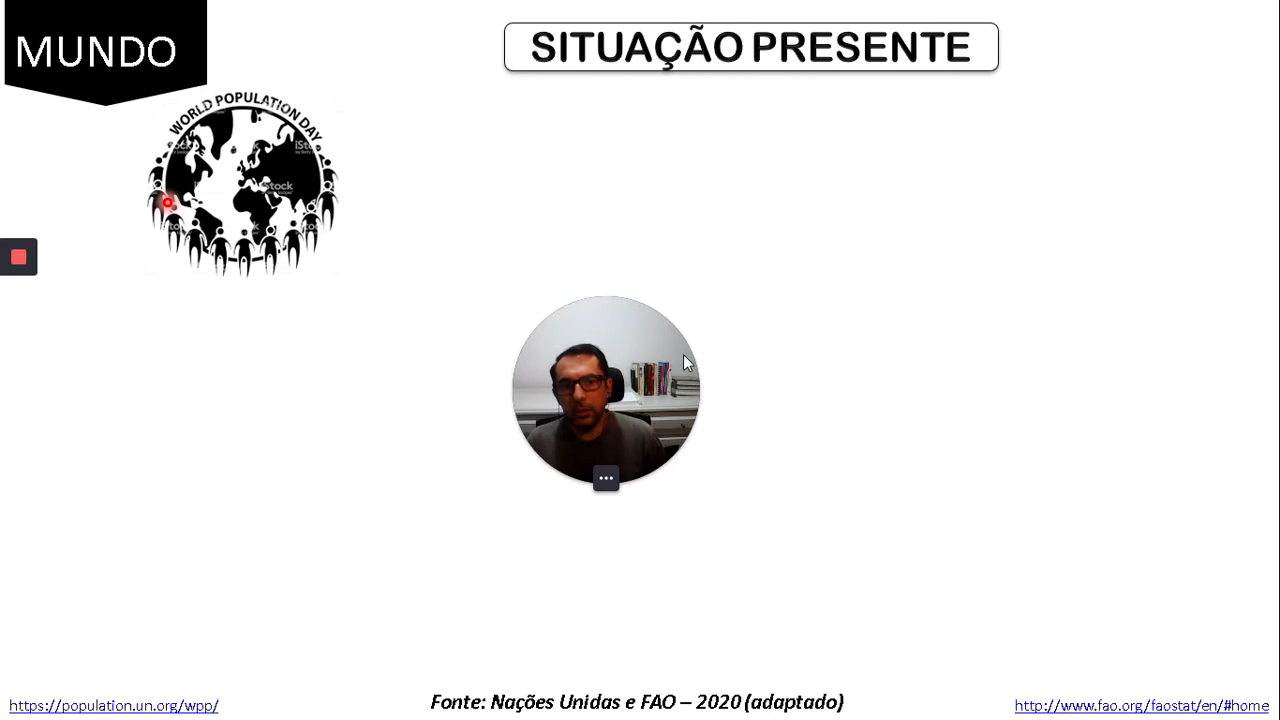 MUNDO
SITUAÇÃO PRESENTE
WORLD POPULATION DAY
iStock
https://population.un.org/wpp/
Fonte: Nações Unidas e FAO – 2020 (adaptado)
http://www.fao.org/faostat/en/#home